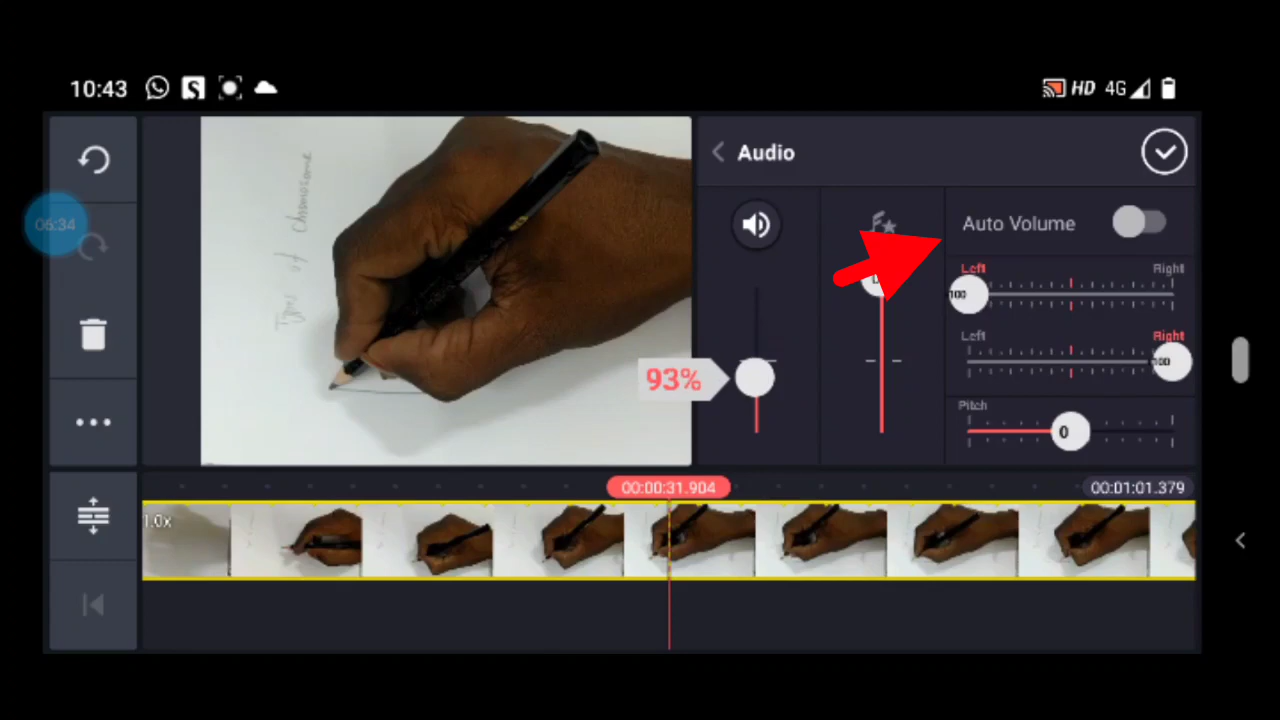 10:43
HD 4G
06:34
Audio
Auto Volume
Left Right
100
Left Right
100
Pitch
0
93%
Types of chromosome
00:00:31.904
00:01:01.379
1.0x